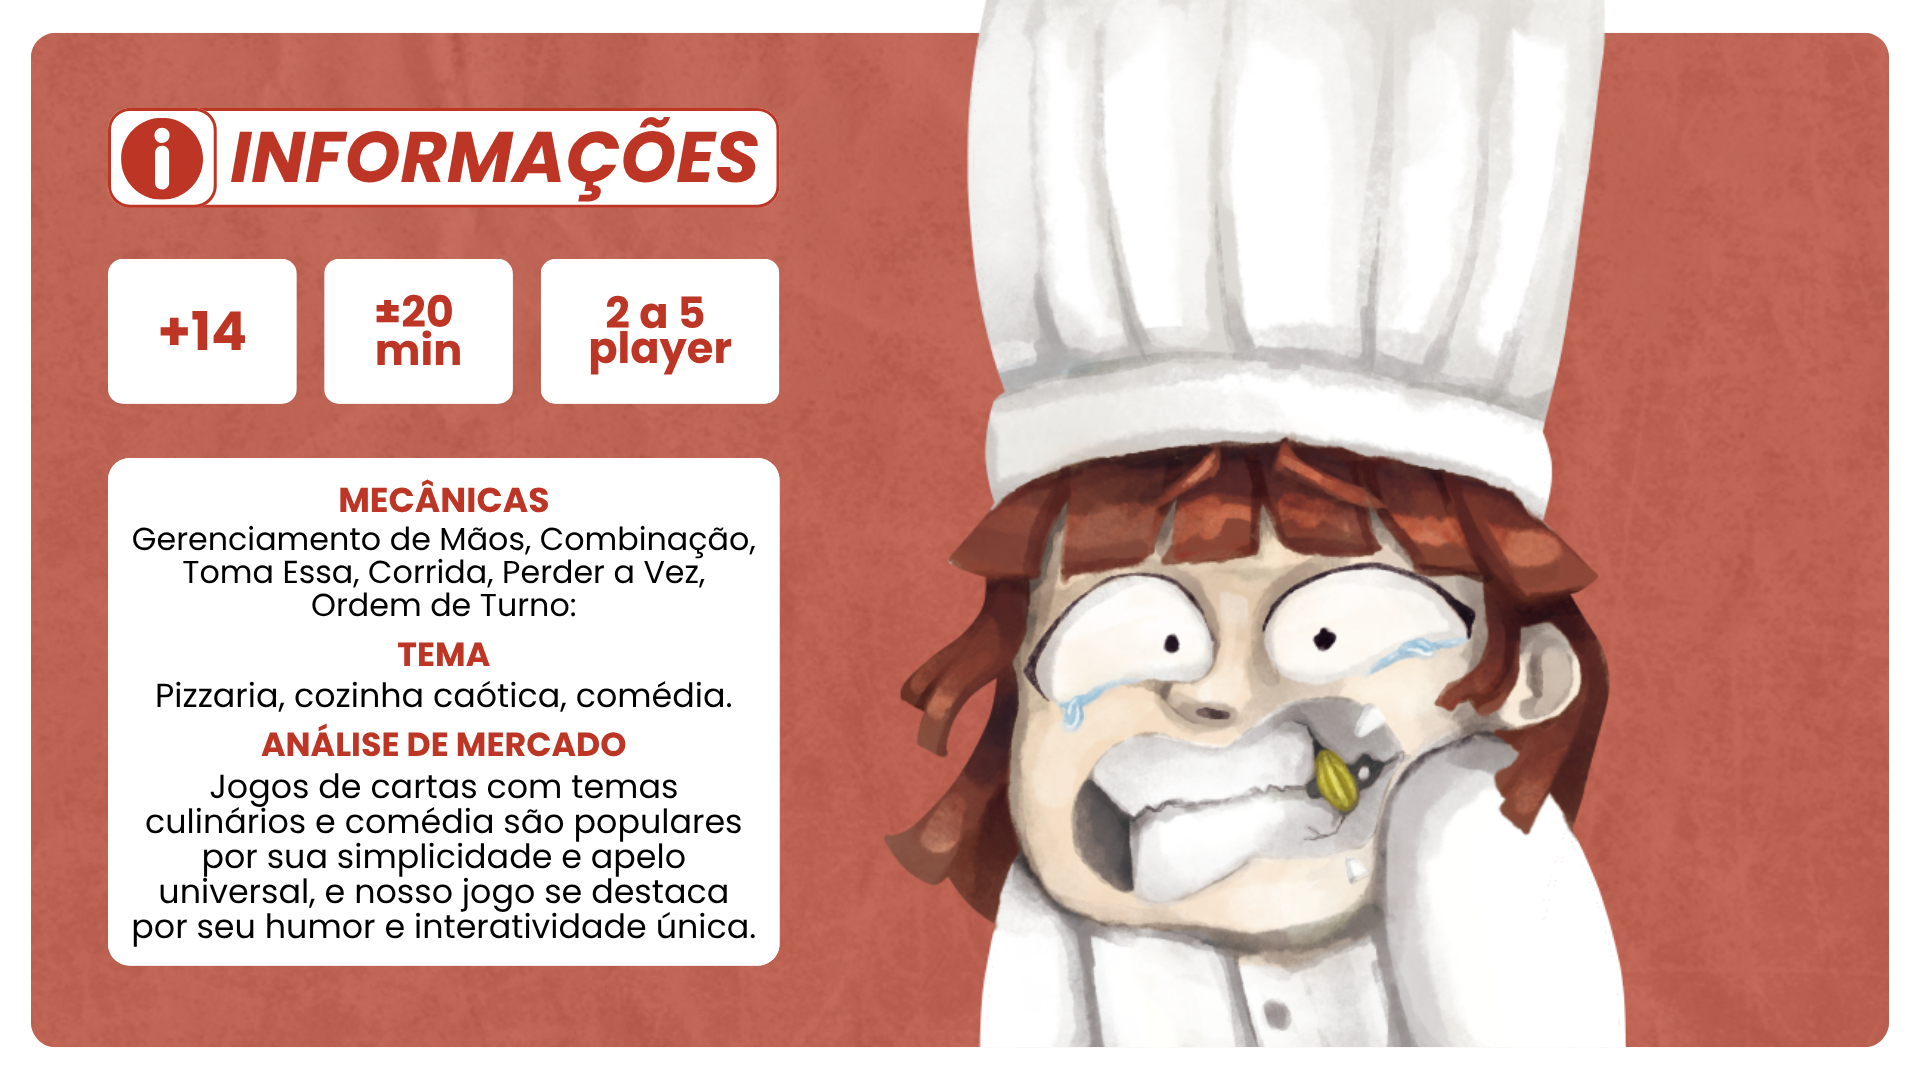 INFORMAÇÕES
+14
±20
min
2 a 5
player
MECÂNICAS
Gerenciamento de Mãos, Combinação,
Toma Essa, Corrida, Perder a Vez,
Ordem de Turno:
TEMA
Pizzaria, cozinha caótica, comédia.
ANÁLISE DE MERCADO
Jogos de cartas com temas
culinários e comédia são populares
por sua simplicidade e apelo
universal, e nosso jogo se destaca
por seu humor e interatividade única.